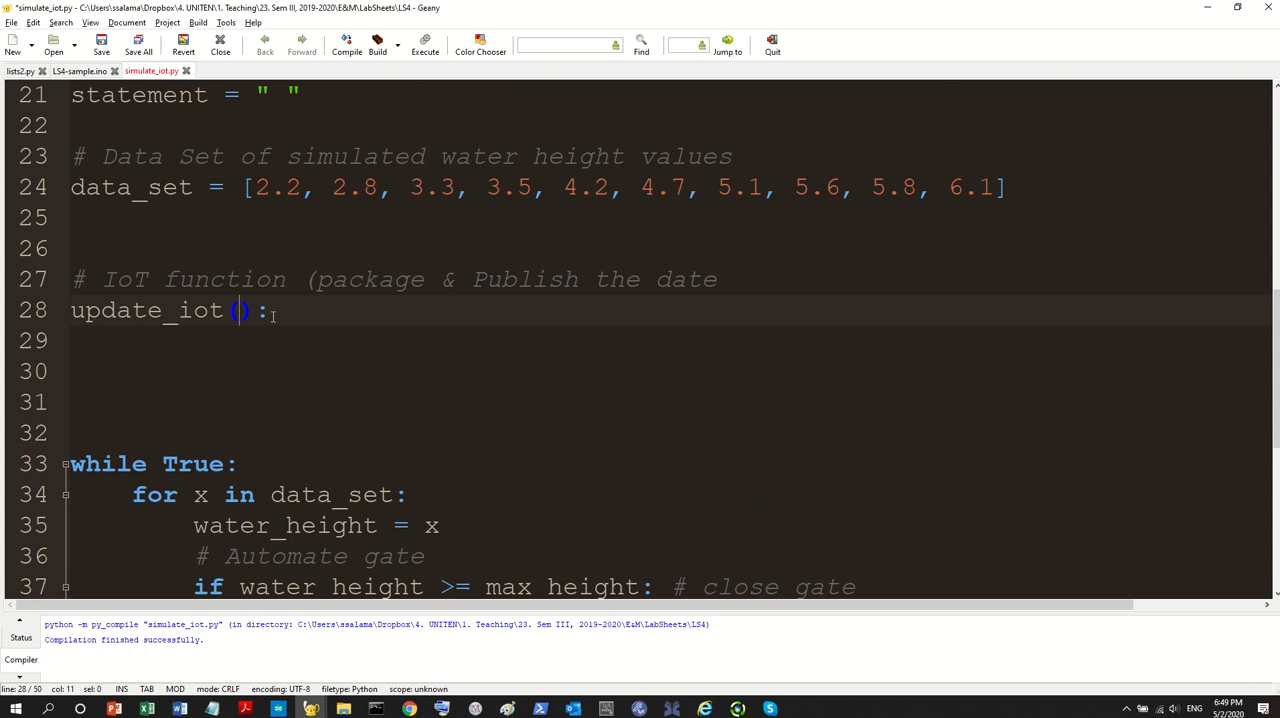 *simulate_iot.py - C:\Users\ssalama\Dropbox\4. UNITEN\1. Teaching\23. Sem III, 2019-2020\E&M\LabSheets\LS4 - Geany
File Edit Search View Document Project Build Tools Help
New Open Save Save All Revert Close Back Forward Compile Build Execute Color Chooser Find Jump to Quit
lists2.py LS4-sample.ino simulate_iot.py
21 statement = " "
22
23 # Data Set of simulated water height values
24 data_set = [2.2, 2.8, 3.3, 3.5, 4.2, 4.7, 5.1, 5.6, 5.8, 6.1]
25
26
27 # IoT function (package & Publish the date
28 update_iot():
29
30
31
32
33 while True:
34 for x in data_set:
35 water_height = x
36 # Automate gate
37 if water_height >= max_height: # close gate
Status
python -m py_compile "simulate_iot.py" (in directory: C:\Users\ssalama\Dropbox\4. UNITEN\1. Teaching\23. Sem III, 2019-2020\E&M\LabSheets\LS4)
Compilation finished successfully.
Compiler
line: 28 / 50 col: 11 sel: 0 INS TAB MOD mode: CRLF encoding: UTF-8 filetype: Python scope: unknown
ENG
6:49 PM
5/2/2020